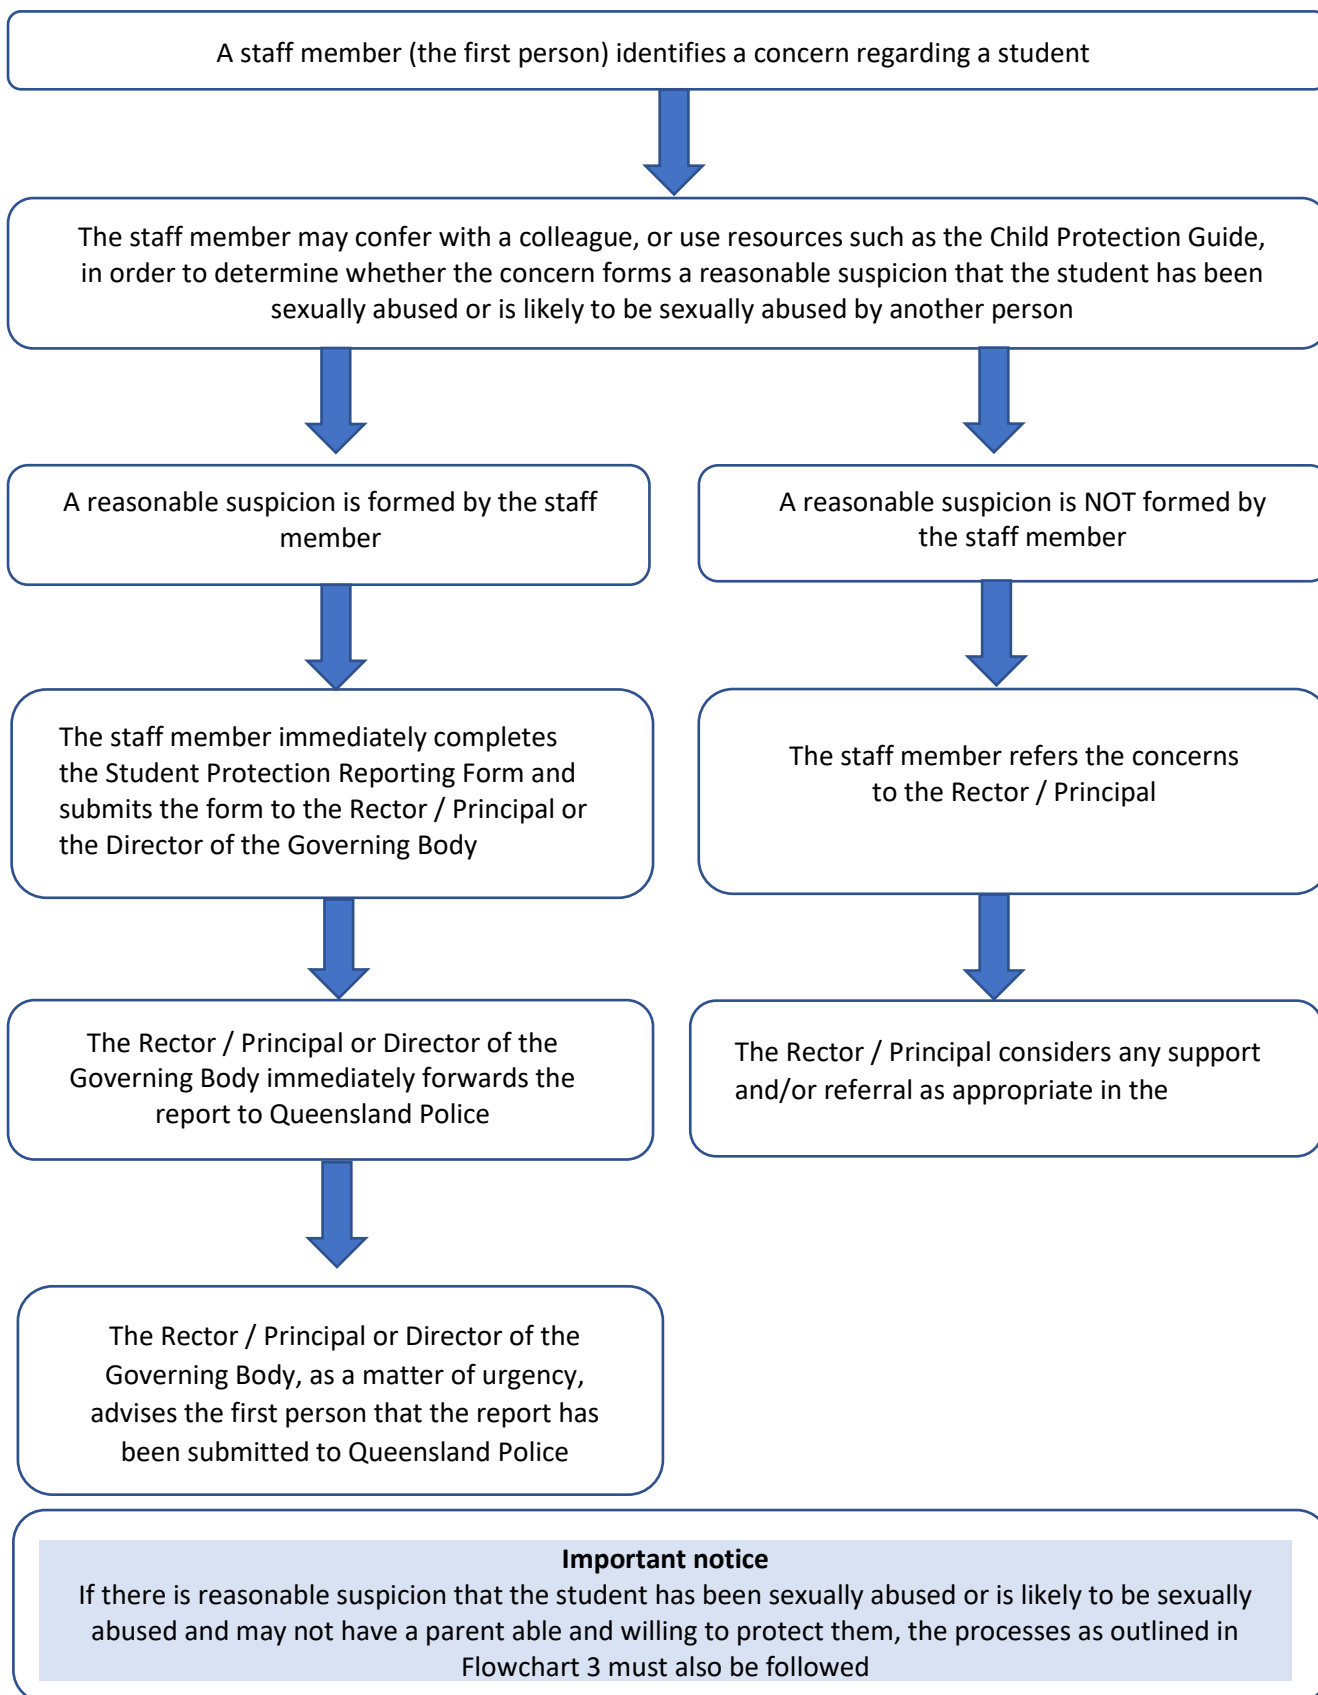 A staff member (the first person) identifies a concern regarding a student
The staff member may confer with a colleague, or use resources such as the Child Protection Guide,
in order to determine whether the concern forms a reasonable suspicion that the student has been
sexually abused or is likely to be sexually abused by another person
A reasonable suspicion is formed by the staff
member
A reasonable suspicion is NOT formed by
the staff member
The staff member immediately completes
the Student Protection Reporting Form and
submits the form to the Rector / Principal or
the Director of the Governing Body
The staff member refers the concerns
to the Rector / Principal
The Rector / Principal or Director of the
Governing Body immediately forwards the
report to Queensland Police
The Rector / Principal considers any support
and/or referral as appropriate in the
The Rector / Principal or Director of the
Governing Body, as a matter of urgency,
advises the first person that the report has
been submitted to Queensland Police
Important notice
If there is reasonable suspicion that the student has been sexually abused or is likely to be sexually
abused and may not have a parent able and willing to protect them, the processes as outlined in
Flowchart 3 must also be followed